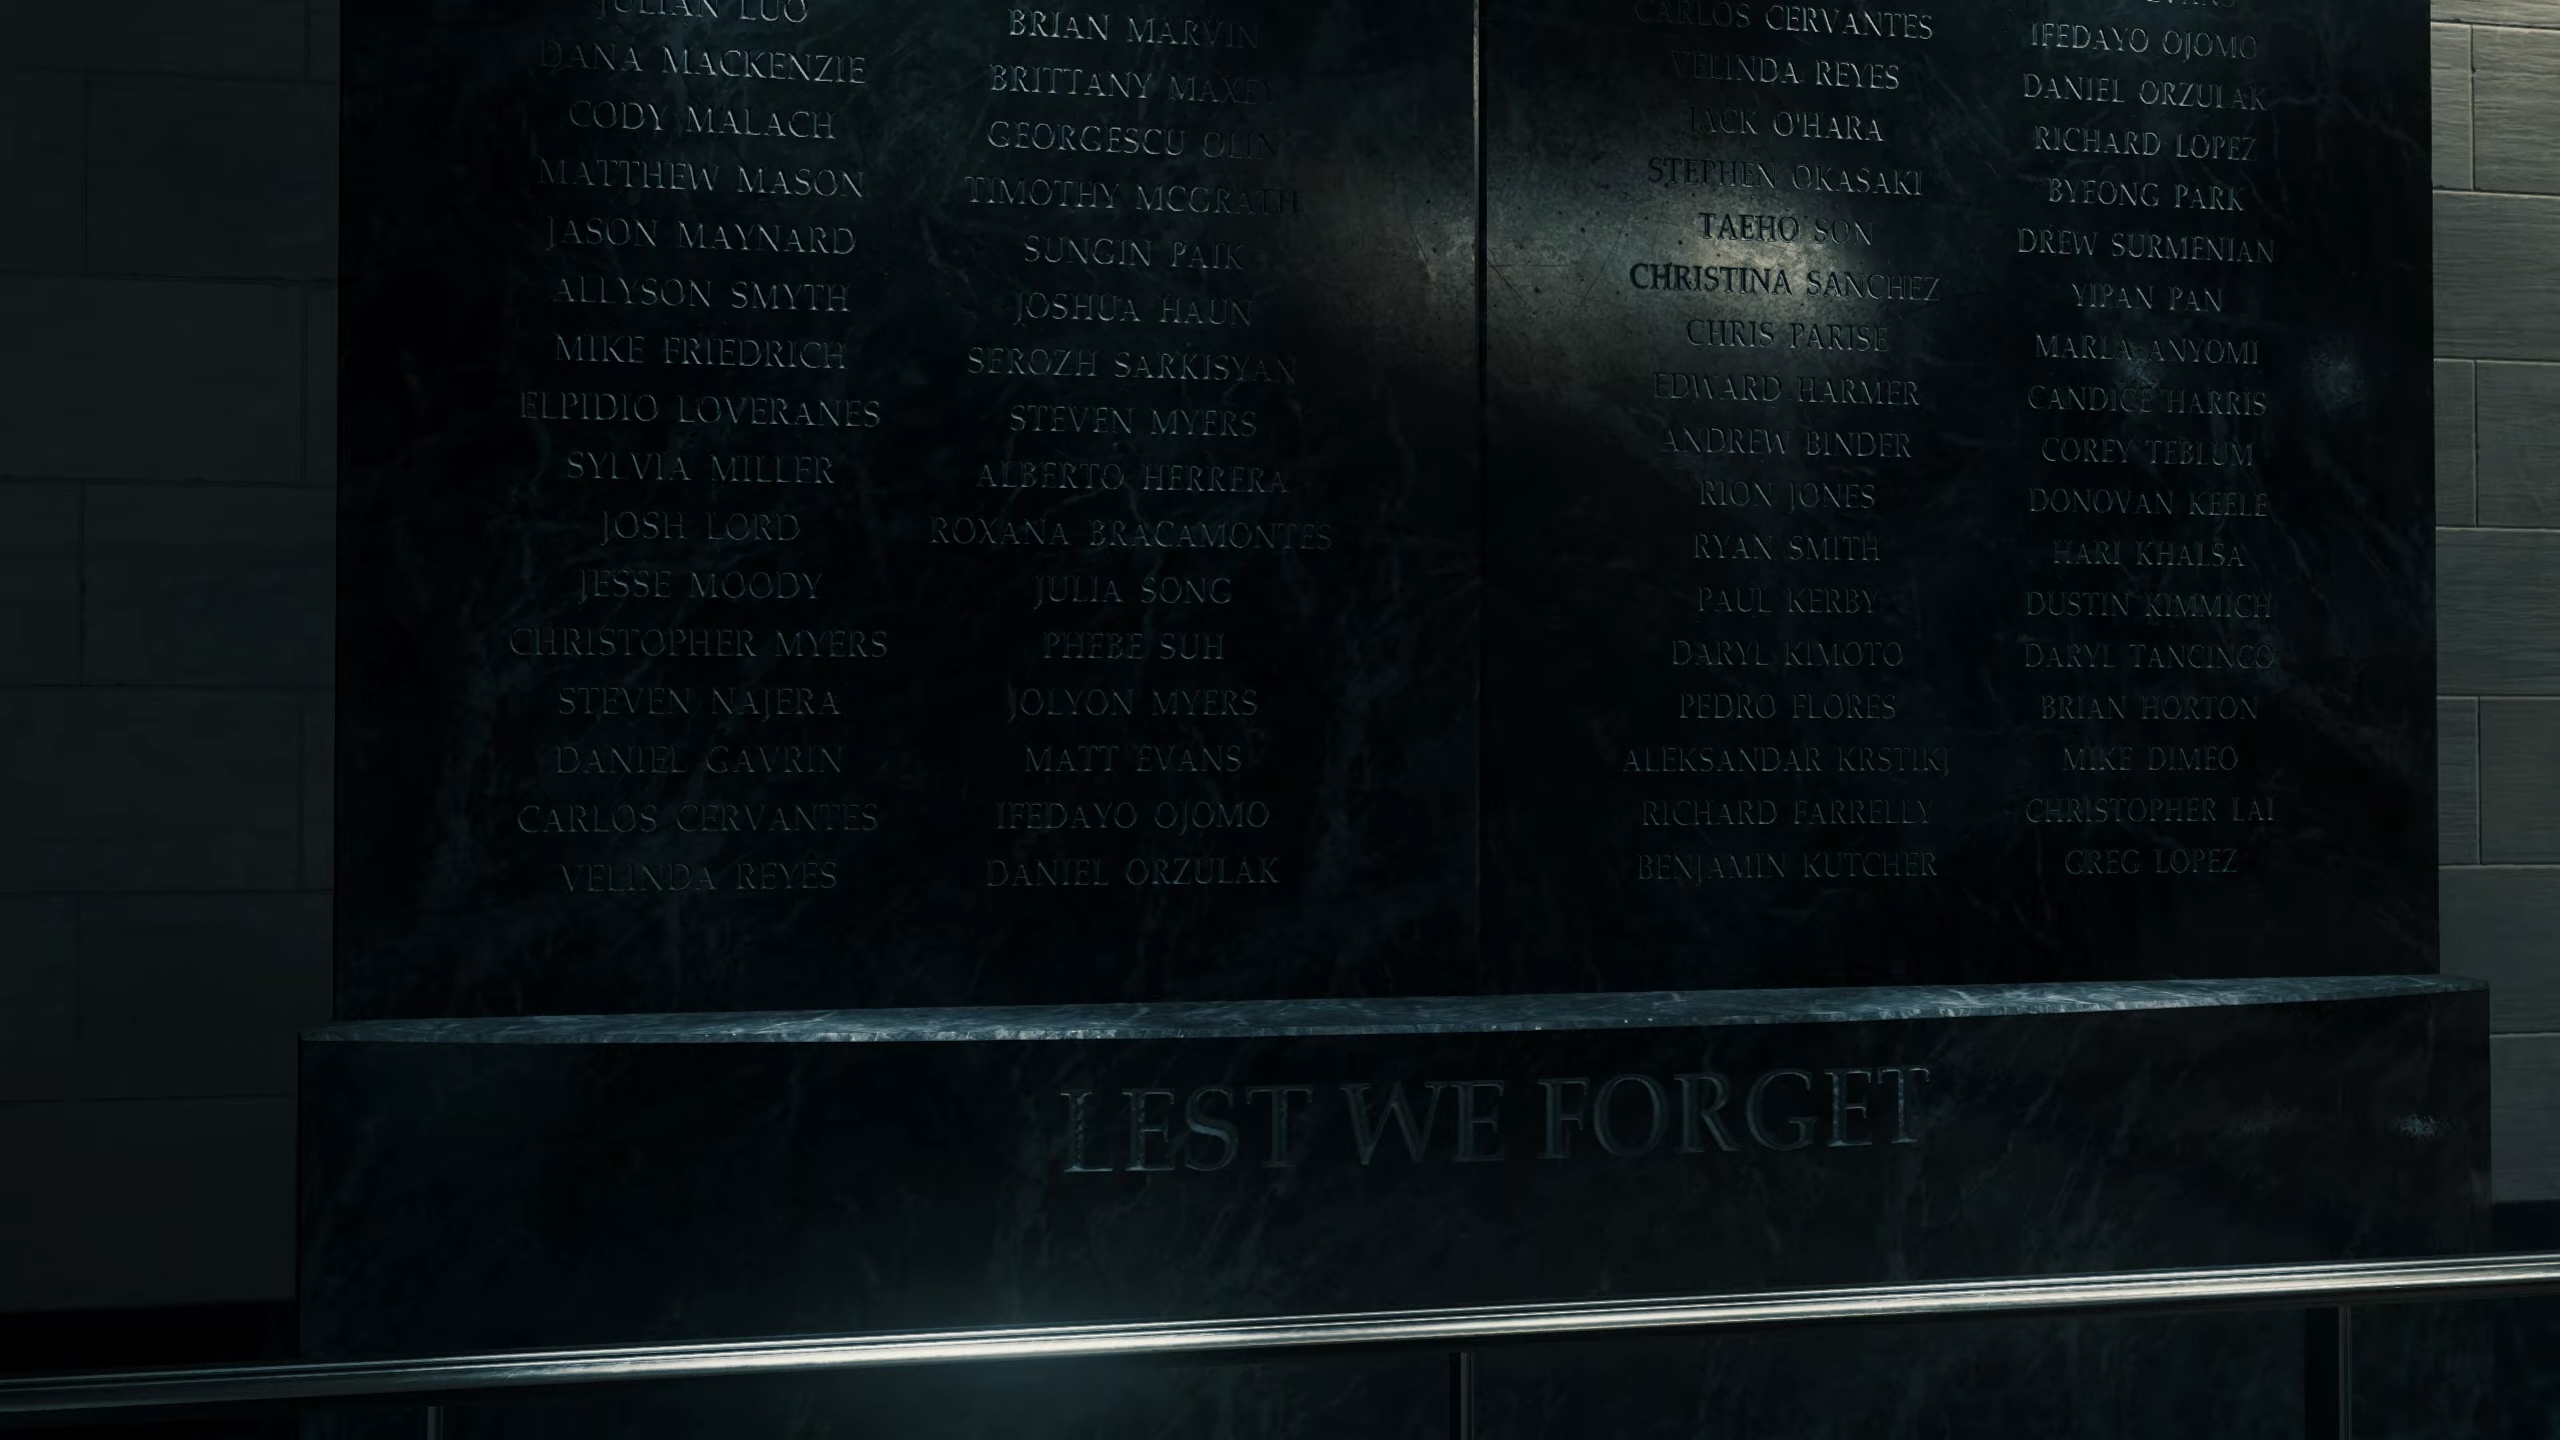 JULIAN LUO
DANA MACKENZIE
CODY MALACH
MATTHEW MASON
JASON MAYNARD
ALLYSON SMYTH
MIKE FRIEDRICH
ELPIDIO LOVERANES
SYLVIA MILLER
JOSH LORD
JESSE MOODY
CHRISTOPHER MYERS
STEVEN NAJERA
DANIEL GAVRIN
CARLOS CERVANTES
VELINDA REYES
BRIAN MARVIN
BRITTANY MAXEY
GEORGESCU OLIN
TIMOTHY MCGRATH
SUNGIN PAIK
JOSHUA HAUN
SEROZH SARKISYAN
STEVEN MYERS
ALBERTO HERRERA
ROXANA BRACAMONTES
JULIA SONG
PHEBE SUH
JOLYON MYERS
MATT EVANS
IFEDAYO OJOMO
DANIEL ORZULAK
CARLOS CERVANTES
VELINDA REYES
JACK O'HARA
STEPHEN OKASAKI
TAEHO SON
CHRISTINA SANCHEZ
CHRIS PARISE
EDWARD HARMER
ANDREW BINDER
RION JONES
RYAN SMITH
PAUL KERBY
DARYL KIMOTO
PEDRO FLORES
ALEKSANDAR KRSTIKJ
RICHARD FARRELLY
BENJAMIN KUTCHER
IFEDAYO OJOMO
DANIEL ORZULAK
RICHARD LOPEZ
BYEONG PARK
DREW SURMENIAN
YIPAN PAN
MARLA ANYOMI
CANDICE HARRIS
COREY TEBLUM
DONOVAN KEELE
HARI KHALSA
DUSTIN KIMMICH
DARYL TANCINCO
BRIAN HORTON
MIKE DIMEO
CHRISTOPHER LAI
GREG LOPEZ
LEST WE FORGET